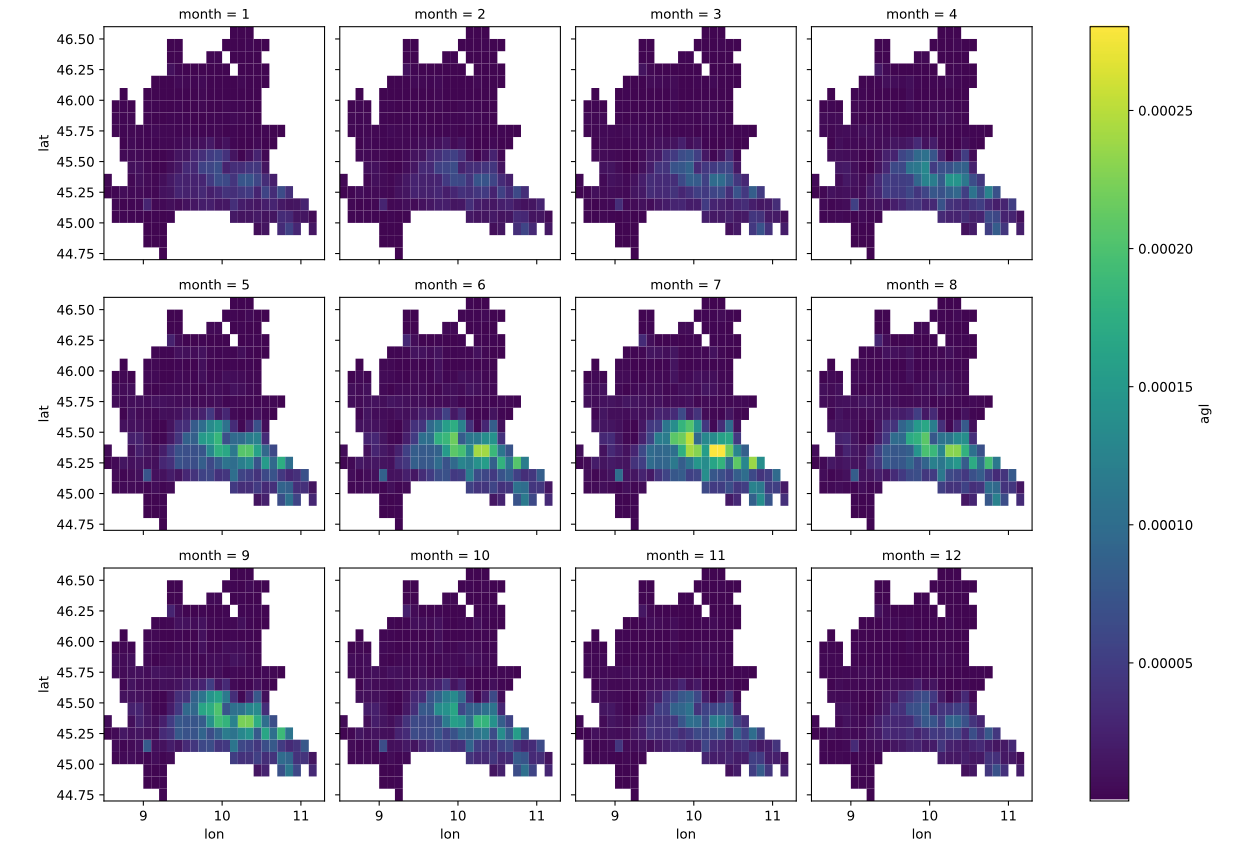 month = 1
month = 2
month = 3
month = 4
46.50
46.25
46.00
45.75
45.50
45.25
45.00
44.75
lat
month = 5
month = 6
month = 7
month = 8
46.50
46.25
46.00
45.75
45.50
45.25
45.00
44.75
lat
month = 9
month = 10
month = 11
month = 12
46.50
46.25
46.00
45.75
45.50
45.25
45.00
44.75
lat
9 10 11
lon
9 10 11
lon
9 10 11
lon
9 10 11
lon
0.00025
0.00020
0.00015
0.00010
0.00005
agl